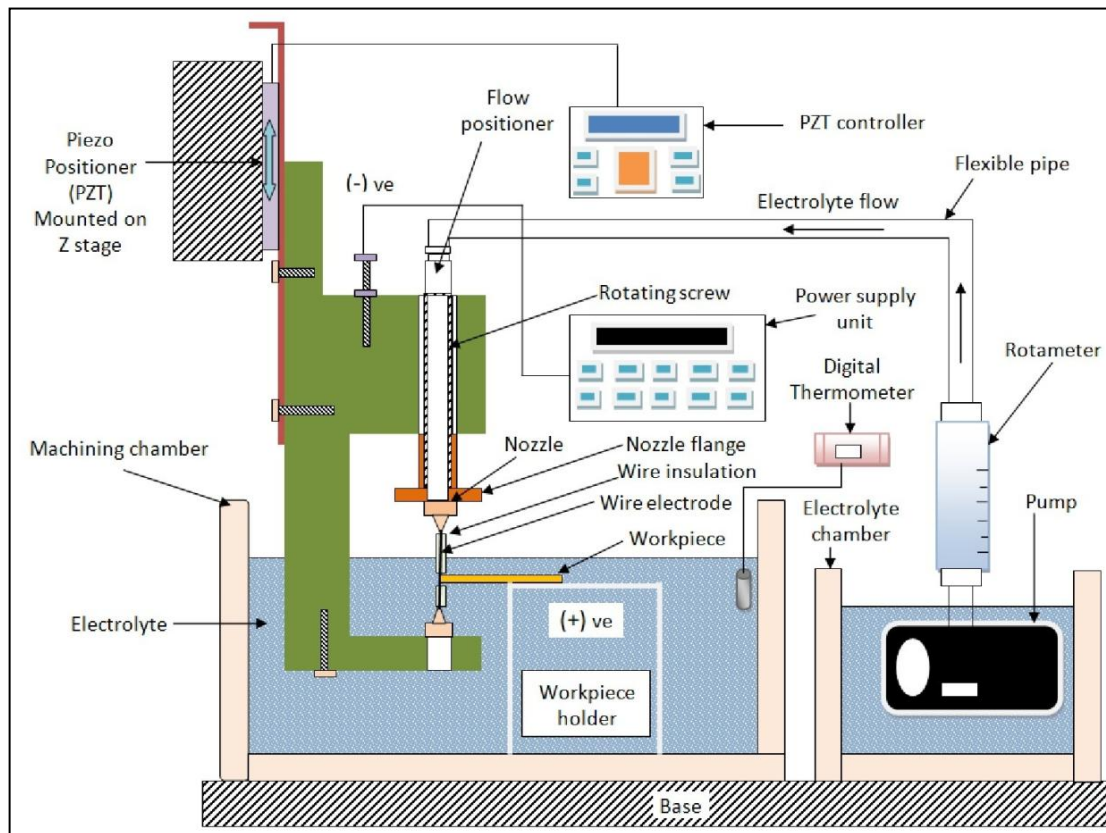 Flow
positioner
PZT controller
Piezo
Positioner
(PZT)
Mounted on
Z stage
(-) ve
Flexible pipe
Electrolyte flow
Rotating screw
Power supply
unit
Rotameter
Digital
Thermometer
Machining chamber
Nozzle
Nozzle flange
Wire insulation
Wire electrode
Workpiece
Electrolyte
chamber
Pump
Electrolyte
(+) ve
Workpiece
holder
Base